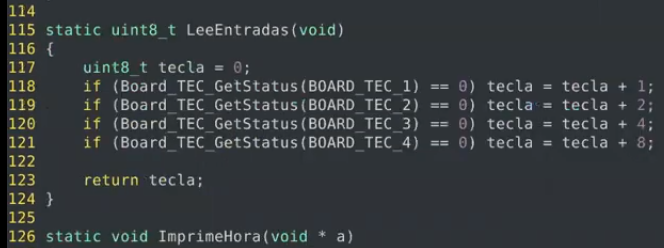 114
115 static uint8_t LeeEntradas(void)
116 {
117     uint8_t tecla = 0;
118     if (Board_TEC_GetStatus(BOARD_TEC_1) == 0) tecla = tecla + 1;
119     if (Board_TEC_GetStatus(BOARD_TEC_2) == 0) tecla = tecla + 2;
120     if (Board_TEC_GetStatus(BOARD_TEC_3) == 0) tecla = tecla + 4;
121     if (Board_TEC_GetStatus(BOARD_TEC_4) == 0) tecla = tecla + 8;
122
123     return tecla;
124 }
125
126 static void ImprimeHora(void * a)